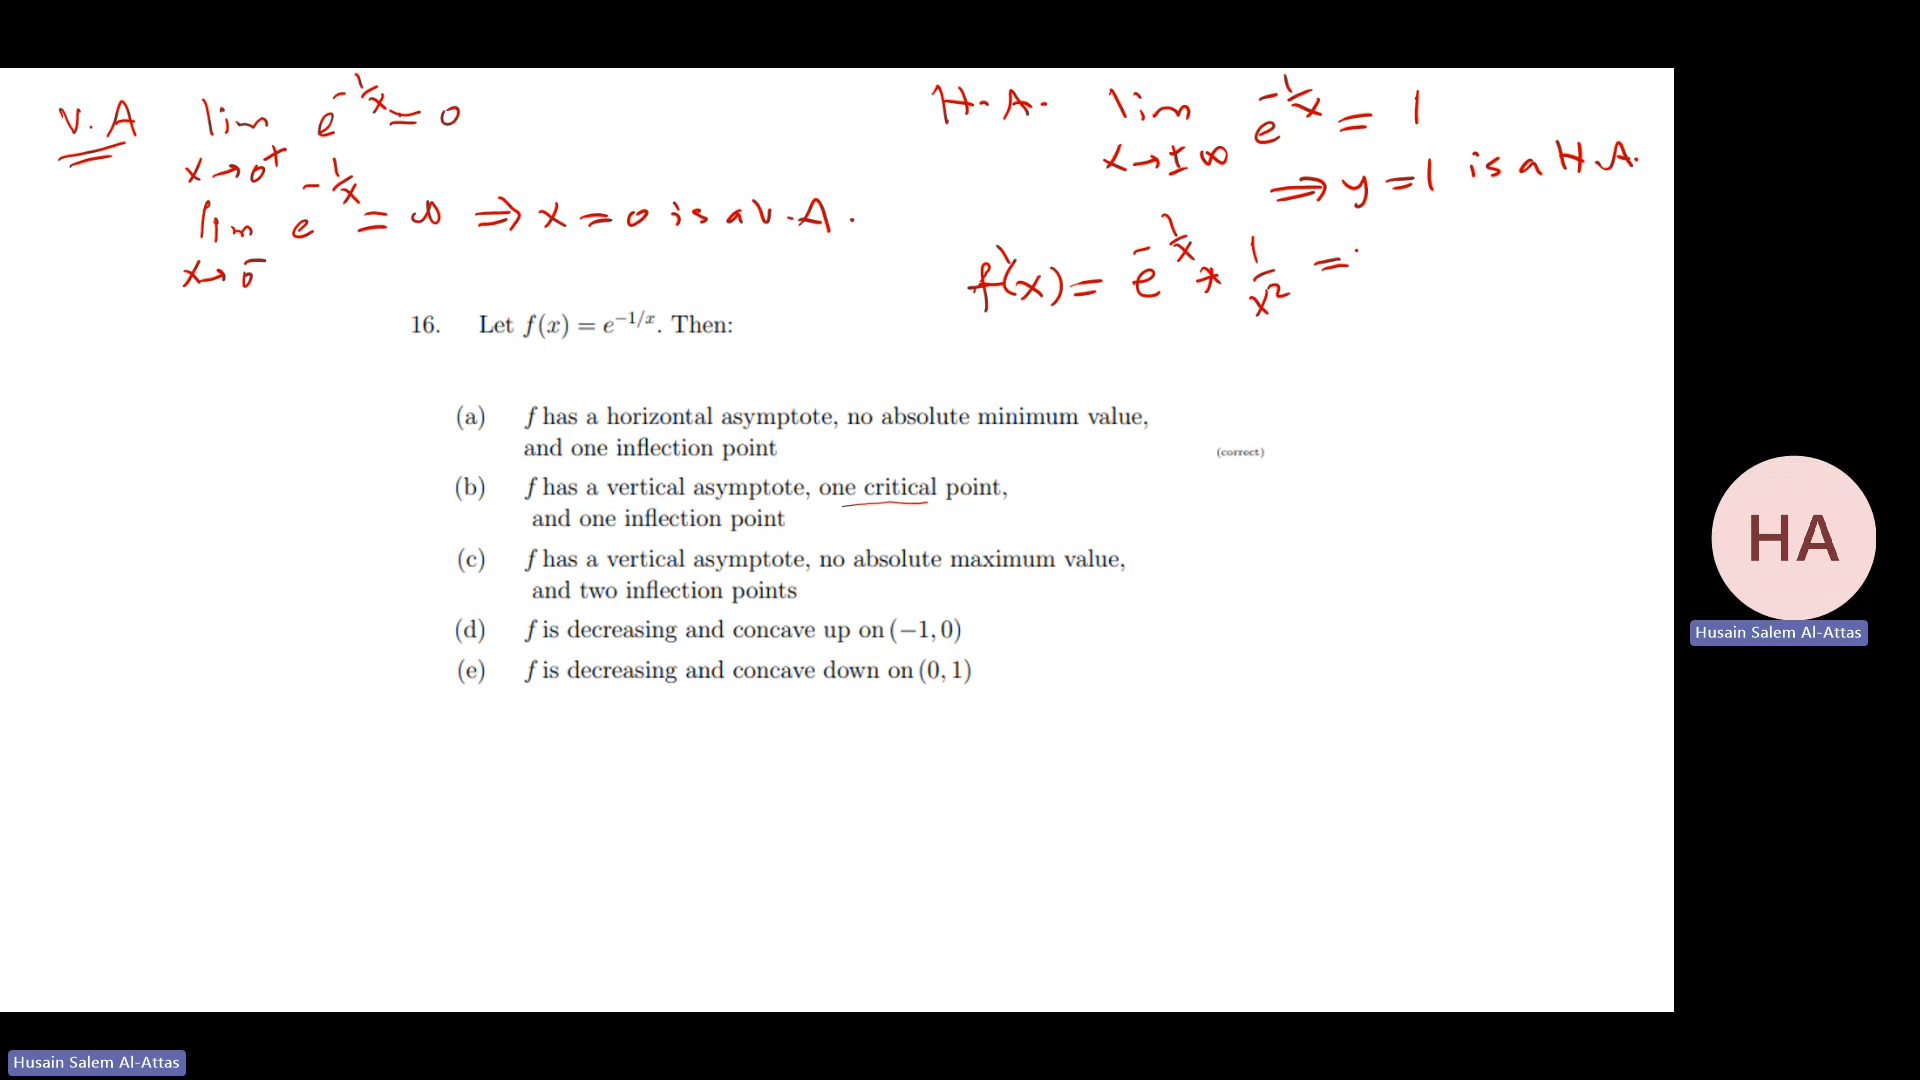 V.A lim e^{-1/x} = 0
x→0⁺
lim e^{-1/x} = ∞ ⇒ x = 0 is a V.A.
x→0⁻
H.A. lim e^{-1/x} = 1
x→±∞
⇒ y = 1 is a H.A.
f'(x) = e^{-1/x} * 1/x² =
16. Let f(x) = e^{−1/x}. Then:
(a) f has a horizontal asymptote, no absolute minimum value,
and one inflection point
(correct)
(b) f has a vertical asymptote, one critical point,
and one inflection point
(c) f has a vertical asymptote, no absolute maximum value,
and two inflection points
(d) f is decreasing and concave up on (−1, 0)
(e) f is decreasing and concave down on (0, 1)
HA
Husain Salem Al-Attas
Husain Salem Al-Attas